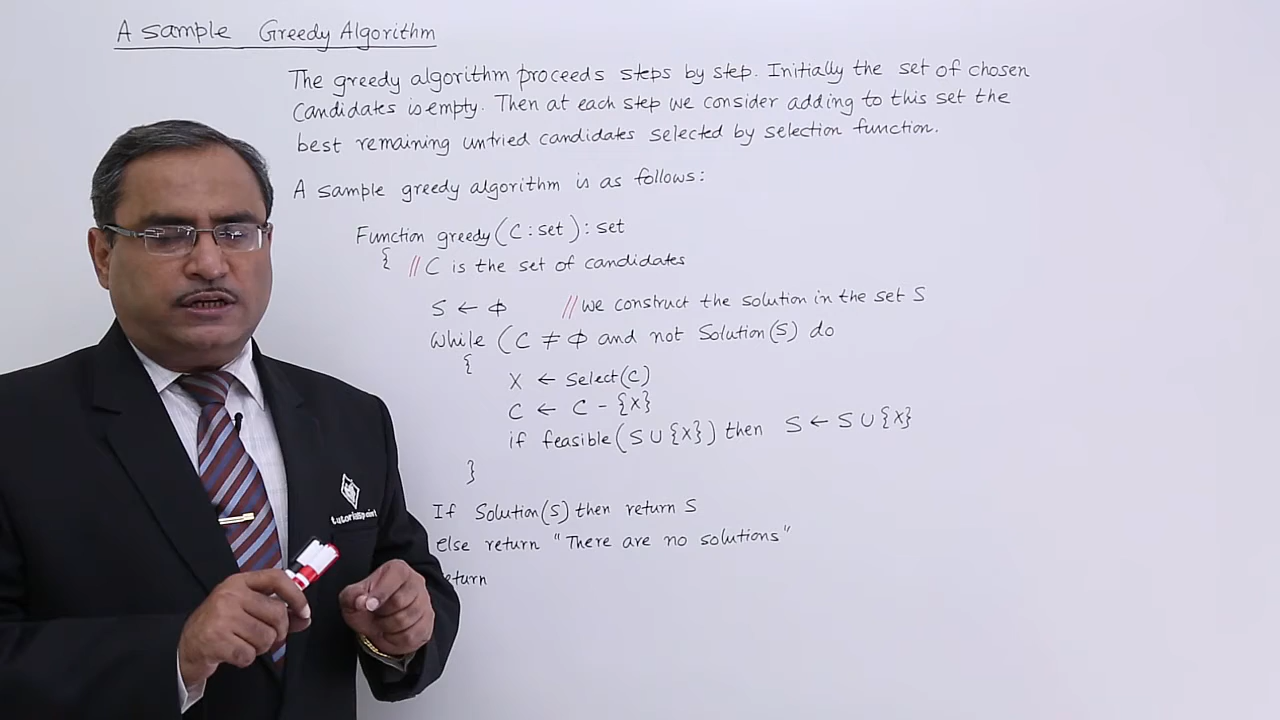 A sample Greedy Algorithm
The greedy algorithm proceeds steps by step. Initially the set of chosen
candidates is empty. Then at each step we consider adding to this set the
best remaining untried candidates selected by selection function.
A sample greedy algorithm is as follows:
Function greedy(C:set):set
{ //C is the set of candidates
S ← Φ //we construct the solution in the set S
While (C ≠ Φ and not Solution(S) do
{
X ← Select(C)
C ← C - {X}
if feasible(S ∪ {X}) then S ← S ∪ {X}
}
If Solution(S) then return S
else return "There are no solutions"
eturn
tutorialspoint